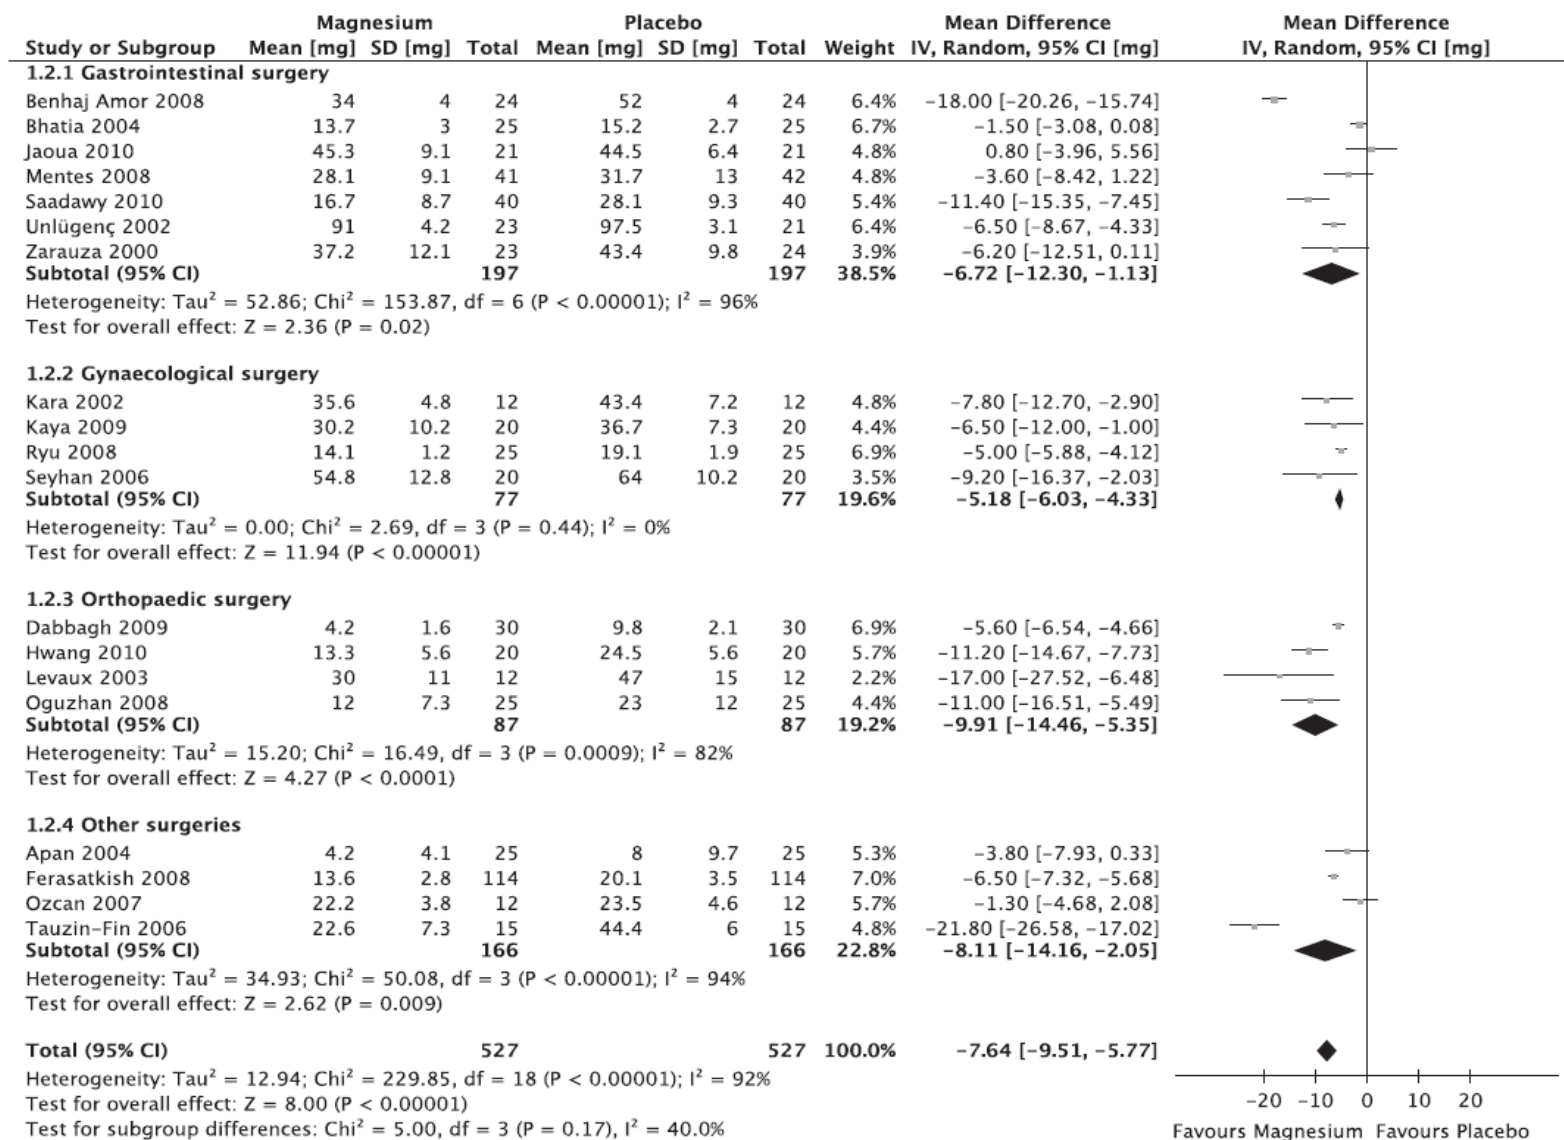 Magnesium Placebo Mean Difference Mean Difference
Study or Subgroup Mean [mg] SD [mg] Total Mean [mg] SD [mg] Total Weight IV, Random, 95% CI [mg] IV, Random, 95% CI [mg]
1.2.1 Gastrointestinal surgery
Benhaj Amor 2008 34 4 24 52 4 24 6.4% −18.00 [−20.26, −15.74]
Bhatia 2004 13.7 3 25 15.2 2.7 25 6.7% −1.50 [−3.08, 0.08]
Jaoua 2010 45.3 9.1 21 44.5 6.4 21 4.8% 0.80 [−3.96, 5.56]
Mentes 2008 28.1 9.1 41 31.7 13 42 4.8% −3.60 [−8.42, 1.22]
Saadawy 2010 16.7 8.7 40 28.1 9.3 40 5.4% −11.40 [−15.35, −7.45]
Unlügenç 2002 91 4.2 23 97.5 3.1 21 6.4% −6.50 [−8.67, −4.33]
Zarauza 2000 37.2 12.1 23 43.4 9.8 24 3.9% −6.20 [−12.51, 0.11]
Subtotal (95% CI) 197 197 38.5% −6.72 [−12.30, −1.13]
Heterogeneity: Tau² = 52.86; Chi² = 153.87, df = 6 (P < 0.00001); I² = 96%
Test for overall effect: Z = 2.36 (P = 0.02)
1.2.2 Gynaecological surgery
Kara 2002 35.6 4.8 12 43.4 7.2 12 4.8% −7.80 [−12.70, −2.90]
Kaya 2009 30.2 10.2 20 36.7 7.3 20 4.4% −6.50 [−12.00, −1.00]
Ryu 2008 14.1 1.2 25 19.1 1.9 25 6.9% −5.00 [−5.88, −4.12]
Seyhan 2006 54.8 12.8 20 64 10.2 20 3.5% −9.20 [−16.37, −2.03]
Subtotal (95% CI) 77 77 19.6% −5.18 [−6.03, −4.33]
Heterogeneity: Tau² = 0.00; Chi² = 2.69, df = 3 (P = 0.44); I² = 0%
Test for overall effect: Z = 11.94 (P < 0.00001)
1.2.3 Orthopaedic surgery
Dabbagh 2009 4.2 1.6 30 9.8 2.1 30 6.9% −5.60 [−6.54, −4.66]
Hwang 2010 13.3 5.6 20 24.5 5.6 20 5.7% −11.20 [−14.67, −7.73]
Levaux 2003 30 11 12 47 15 12 2.2% −17.00 [−27.52, −6.48]
Oguzhan 2008 12 7.3 25 23 12 25 4.4% −11.00 [−16.51, −5.49]
Subtotal (95% CI) 87 87 19.2% −9.91 [−14.46, −5.35]
Heterogeneity: Tau² = 15.20; Chi² = 16.49, df = 3 (P = 0.0009); I² = 82%
Test for overall effect: Z = 4.27 (P < 0.0001)
1.2.4 Other surgeries
Apan 2004 4.2 4.1 25 8 9.7 25 5.3% −3.80 [−7.93, 0.33]
Ferasatkish 2008 13.6 2.8 114 20.1 3.5 114 7.0% −6.50 [−7.32, −5.68]
Ozcan 2007 22.2 3.8 12 23.5 4.6 12 5.7% −1.30 [−4.68, 2.08]
Tauzin−Fin 2006 22.6 7.3 15 44.4 6 15 4.8% −21.80 [−26.58, −17.02]
Subtotal (95% CI) 166 166 22.8% −8.11 [−14.16, −2.05]
Heterogeneity: Tau² = 34.93; Chi² = 50.08, df = 3 (P < 0.00001); I² = 94%
Test for overall effect: Z = 2.62 (P = 0.009)
Total (95% CI) 527 527 100.0% −7.64 [−9.51, −5.77]
Heterogeneity: Tau² = 12.94; Chi² = 229.85, df = 18 (P < 0.00001); I² = 92%
Test for overall effect: Z = 8.00 (P < 0.00001)
Test for subgroup differences: Chi² = 5.00, df = 3 (P = 0.17), I² = 40.0%
−20 −10 0 10 20
Favours Magnesium Favours Placebo